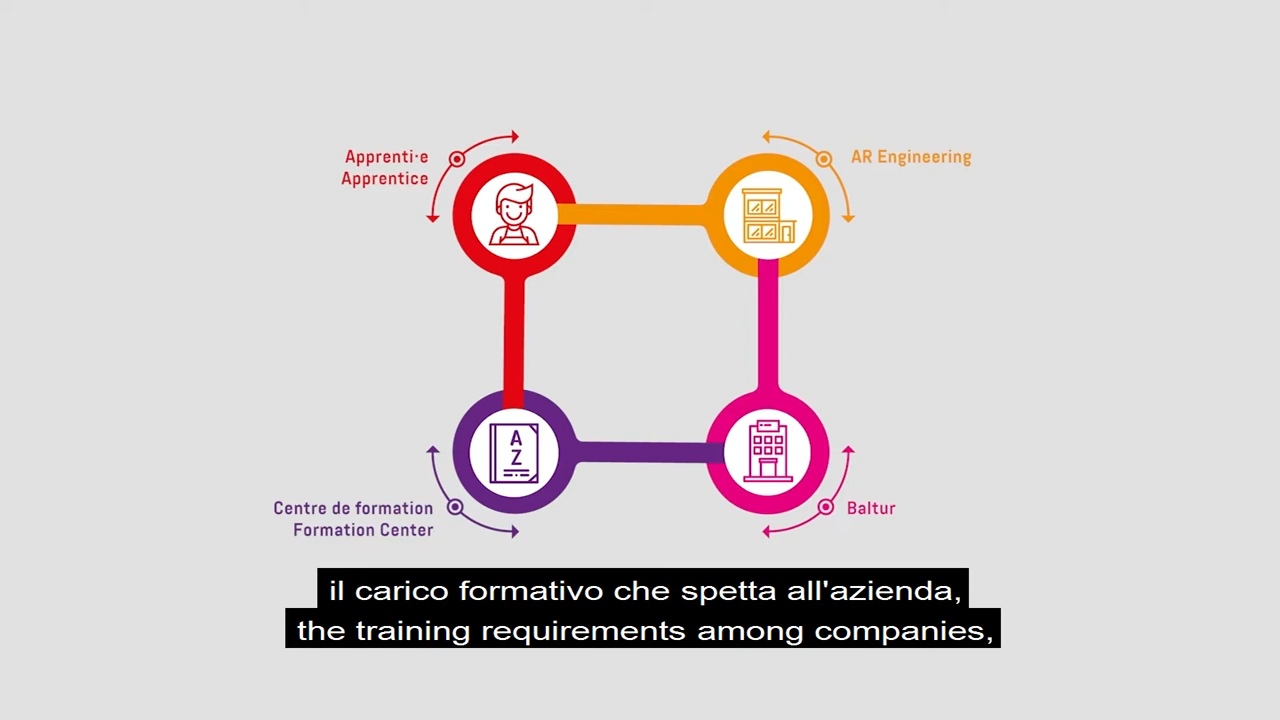 Apprenti·e
Apprentice
AR Engineering
A
Z
Centre de formation
Formation Center
Baltur
il carico formativo che spetta all'azienda,
the training requirements among companies,